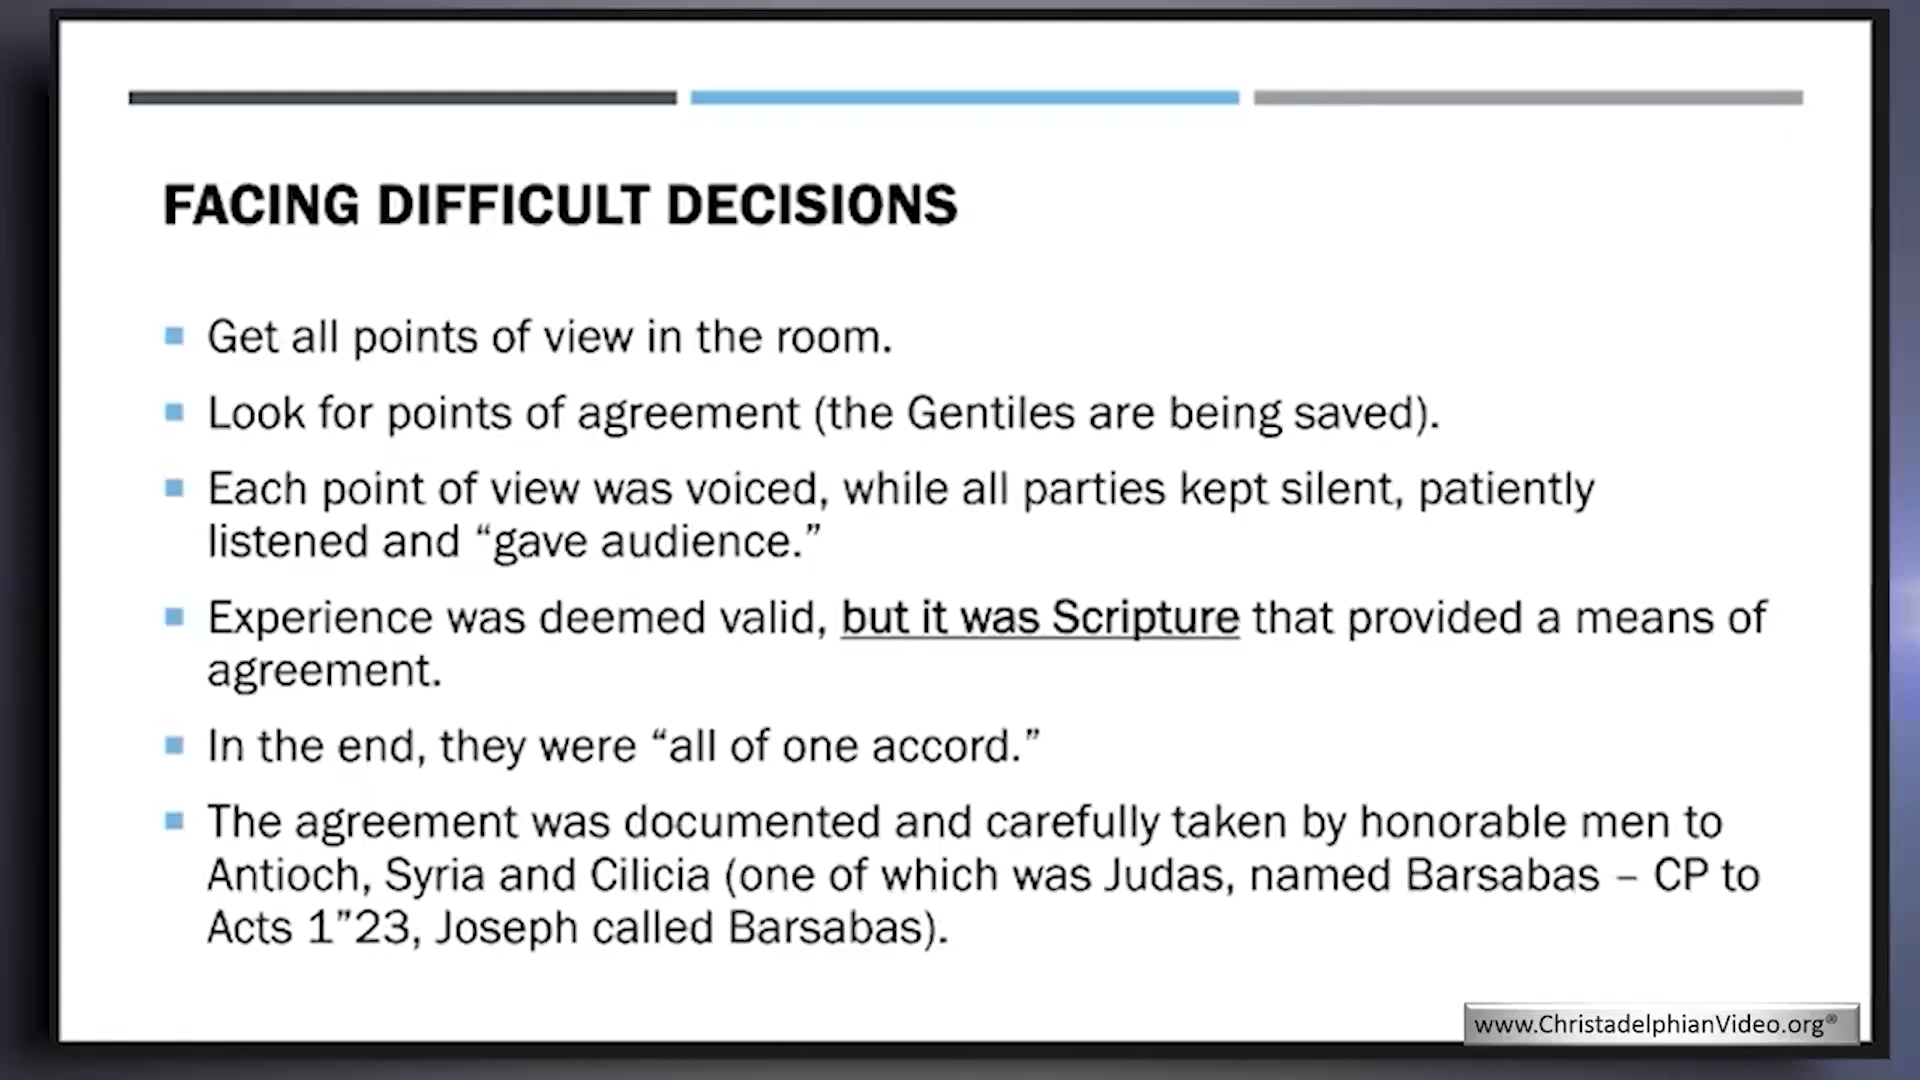 FACING DIFFICULT DECISIONS
Get all points of view in the room.
Look for points of agreement (the Gentiles are being saved).
Each point of view was voiced, while all parties kept silent, patiently
listened and “gave audience.”
Experience was deemed valid, but it was Scripture that provided a means of
agreement.
In the end, they were “all of one accord.”
The agreement was documented and carefully taken by honorable men to
Antioch, Syria and Cilicia (one of which was Judas, named Barsabas – CP to
Acts 1”23, Joseph called Barsabas).
www.ChristadelphianVideo.org®